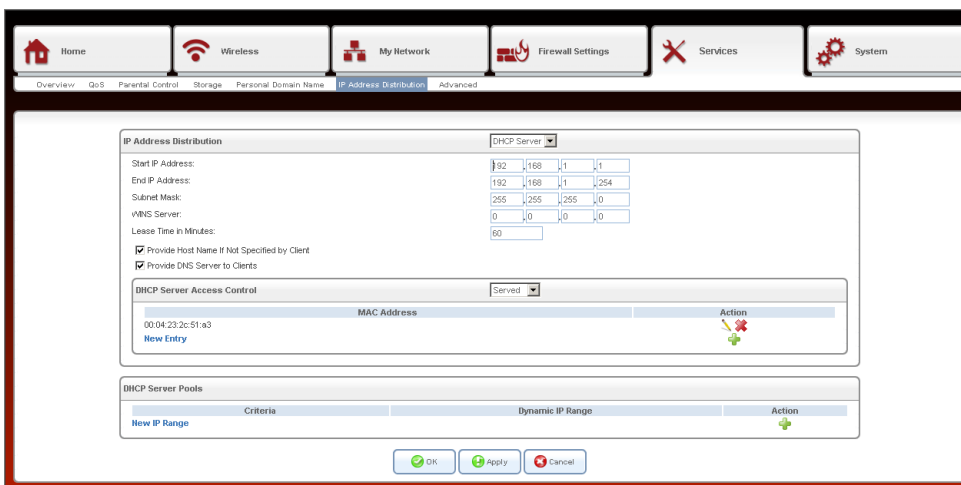 Home Wireless My Network Firewall Settings Services System
Overview QoS Parental Control Storage Personal Domain Name IP Address Distribution Advanced
IP Address Distribution DHCP Server
Start IP Address: 192 .168 .1 .1
End IP Address: 192 .168 .1 .254
Subnet Mask: 255 .255 .255 .0
WINS Server: 0 .0 .0 .0
Lease Time in Minutes: 60
Provide Host Name If Not Specified by Client
Provide DNS Server to Clients
DHCP Server Access Control Served
MAC Address Action
00:04:23:2c:51:a3
New Entry
DHCP Server Pools
Criteria Dynamic IP Range Action
New IP Range
OK Apply Cancel